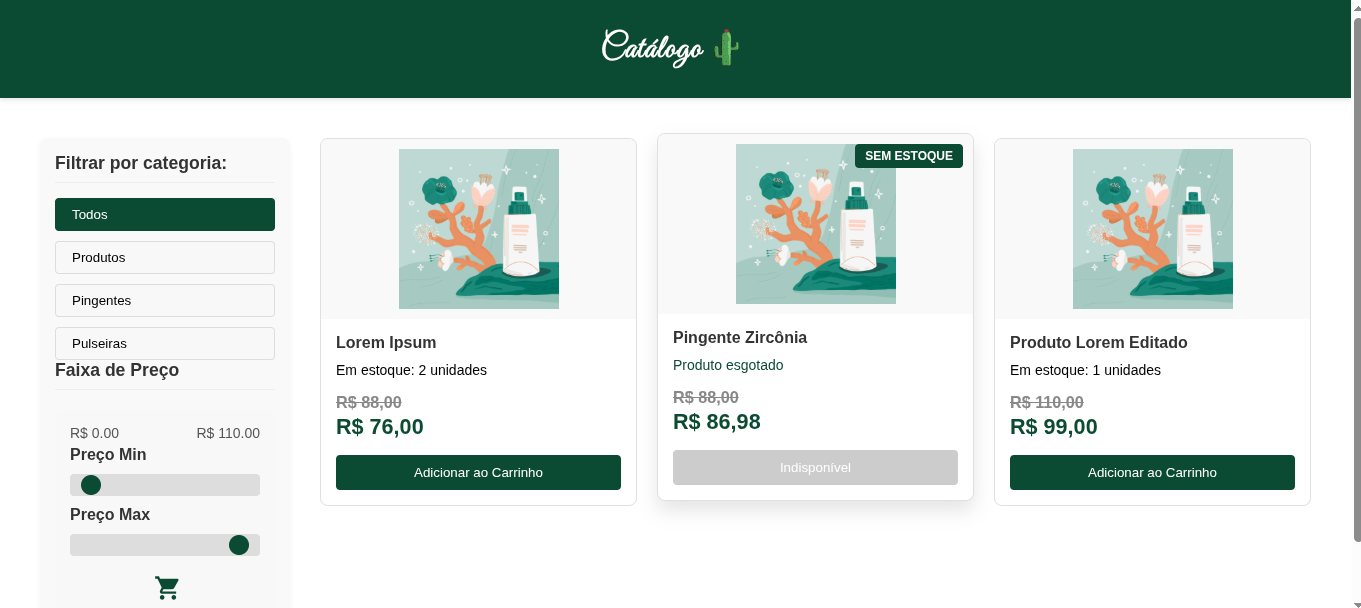 Catálogo
Filtrar por categoria:
Todos
Produtos
Pingentes
Pulseiras
Faixa de Preço
R$ 0.00 R$ 110.00
Preço Min
Preço Max
Lorem Ipsum
Em estoque: 2 unidades
R$ 88,00
R$ 76,00
Adicionar ao Carrinho
SEM ESTOQUE
Pingente Zircônia
Produto esgotado
R$ 88,00
R$ 86,98
Indisponível
Produto Lorem Editado
Em estoque: 1 unidades
R$ 110,00
R$ 99,00
Adicionar ao Carrinho